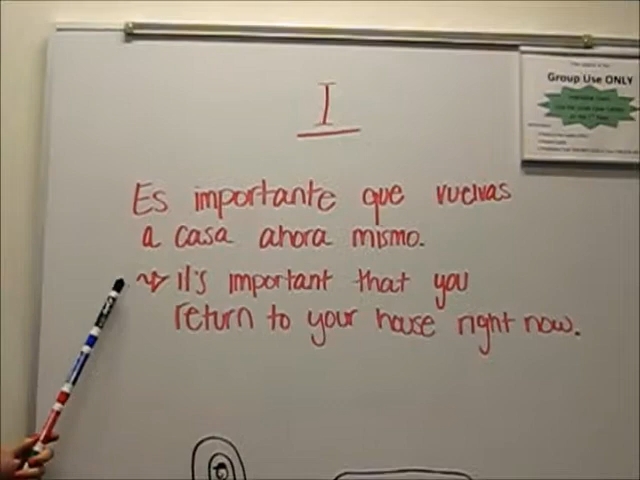 Group Use ONLY
I
Es importante que vuelvas
a casa ahora mismo.
it's important that you
return to your house right now.